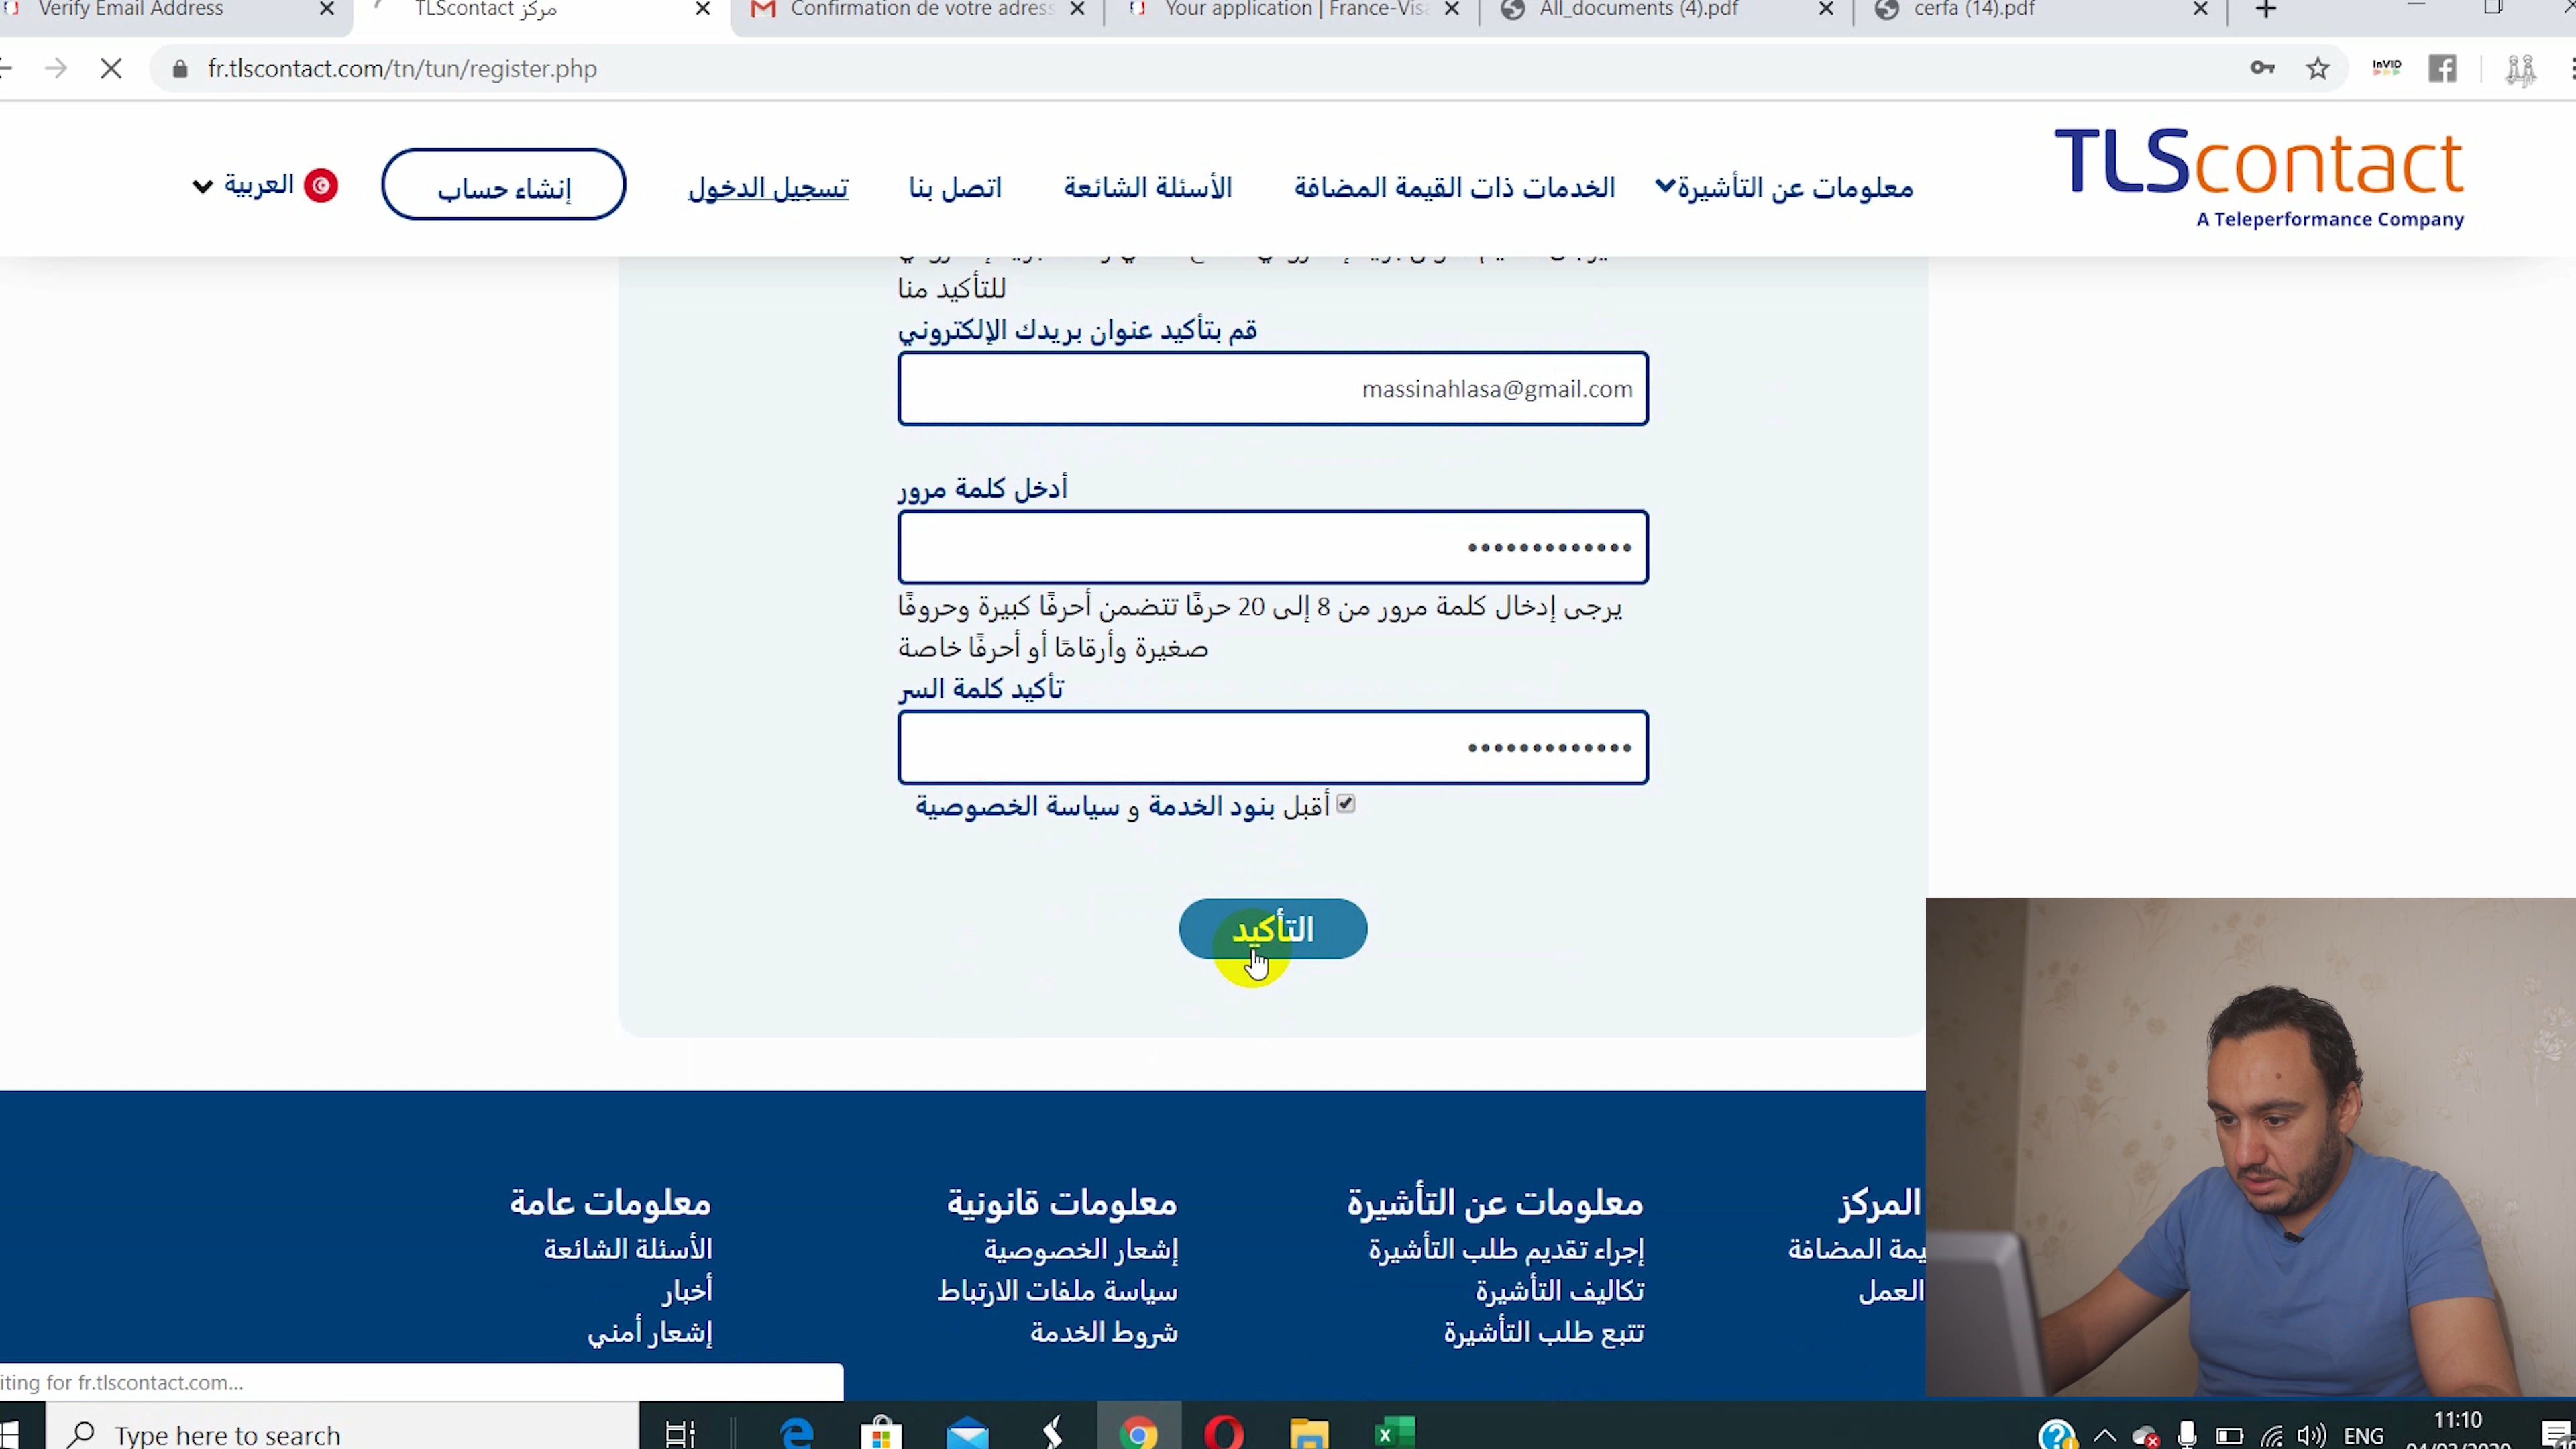 Verify Email Address
مركز TLScontact
Confirmation de votre adress
Your application | France-Visa
All_documents (4).pdf
cerfa (14).pdf
fr.tlscontact.com/tn/tun/register.php
InVID
TLScontact
A Teleperformance Company
معلومات عن التأشيرة
الخدمات ذات القيمة المضافة
الأسئلة الشائعة
اتصل بنا
تسجيل الدخول
إنشاء حساب
العربية
للتأكيد منا
قم بتأكيد عنوان بريدك الإلكتروني
massinahlasa@gmail.com
أدخل كلمة مرور
•••••••••••••
يرجى إدخال كلمة مرور من 8 إلى 20 حرفًا تتضمن أحرفًا كبيرة وحروفًا
صغيرة وأرقامًا أو أحرفًا خاصة
تأكيد كلمة السر
•••••••••••••
أقبل بنود الخدمة و سياسة الخصوصية
التأكيد
المركز
يمة المضافة
العمل
معلومات عن التأشيرة
إجراء تقديم طلب التأشيرة
تكاليف التأشيرة
تتبع طلب التأشيرة
معلومات قانونية
إشعار الخصوصية
سياسة ملفات الارتباط
شروط الخدمة
معلومات عامة
الأسئلة الشائعة
أخبار
إشعار أمني
iting for fr.tlscontact.com...
Type here to search
ENG
11:10